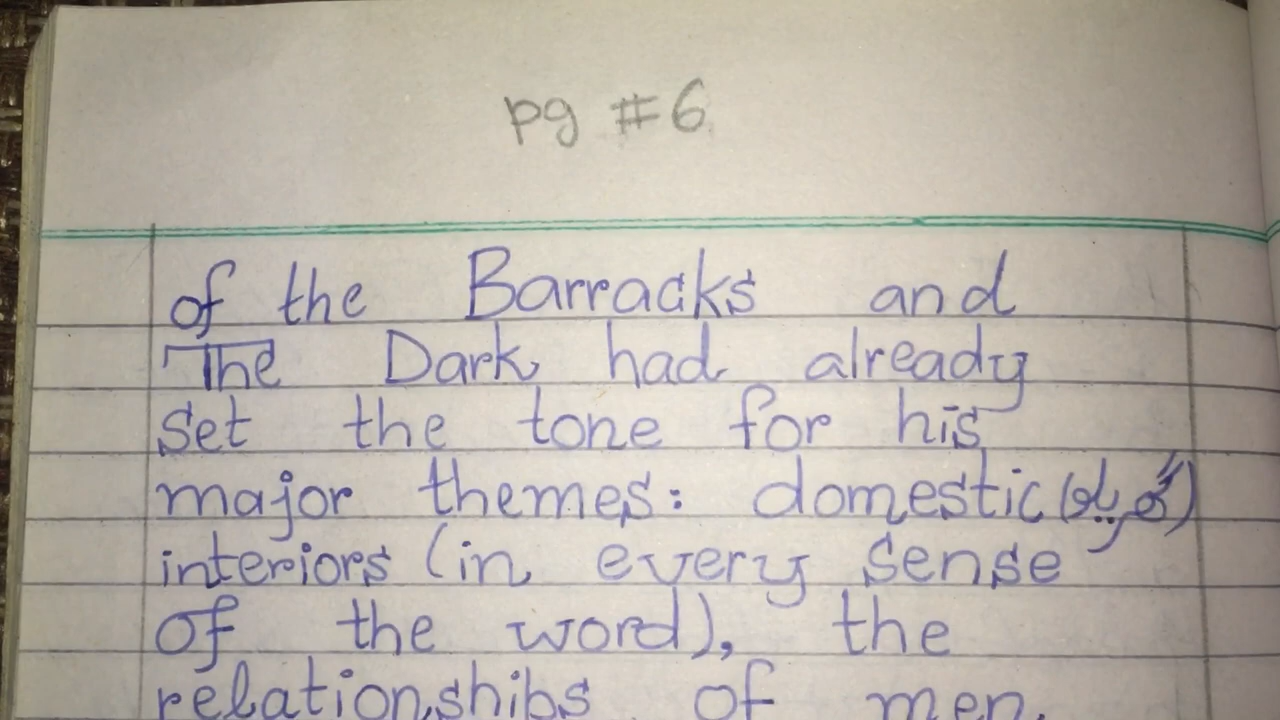 pg #6
of the Barracks and
The Dark had already
set the tone for his
major themes: domestic (گھریلو)
interiors (in every sense
of the word), the
relationships of men